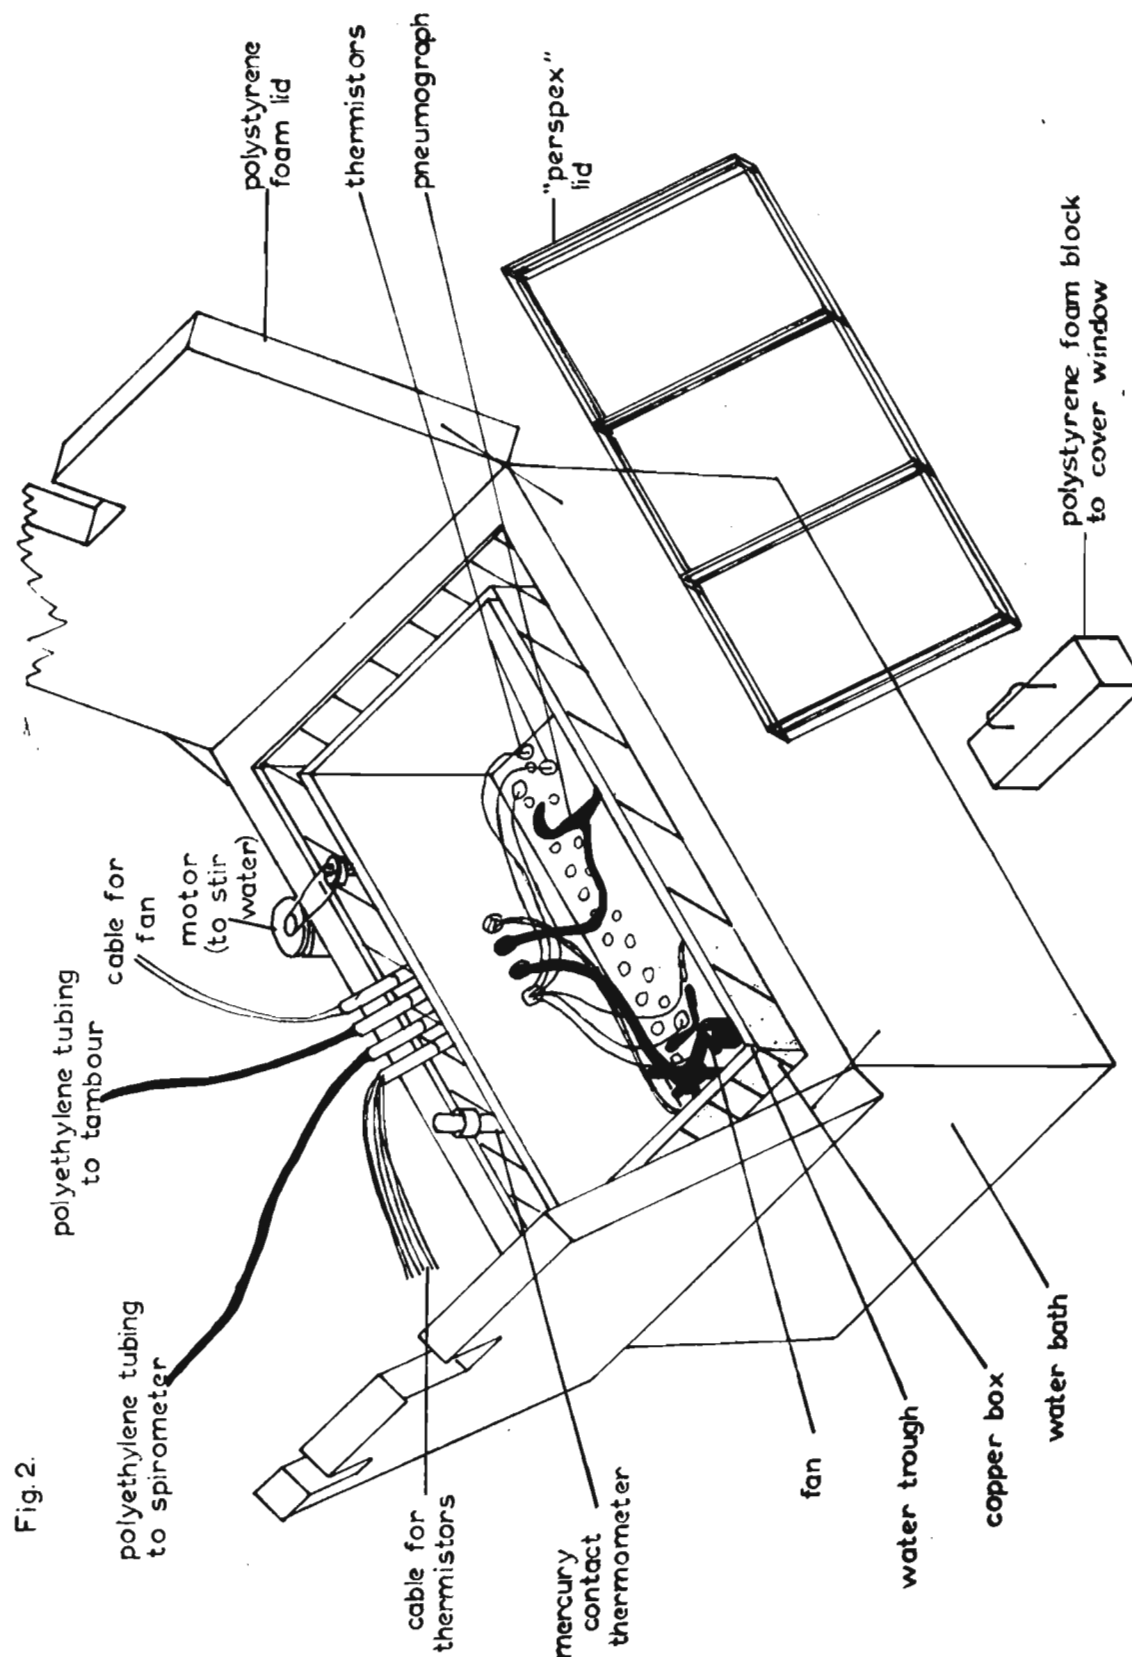 Fig. 2.
polyethylene tubing
to spirometer
polyethylene tubing
to tambour
cable for
fan
motor
(to stir
water)
polystyrene
foam lid
thermistors
pneumograph
"perspex"
lid
polystyrene foam block
to cover window
cable for
thermistors
mercury
contact
thermometer
fan
water trough
copper box
water bath